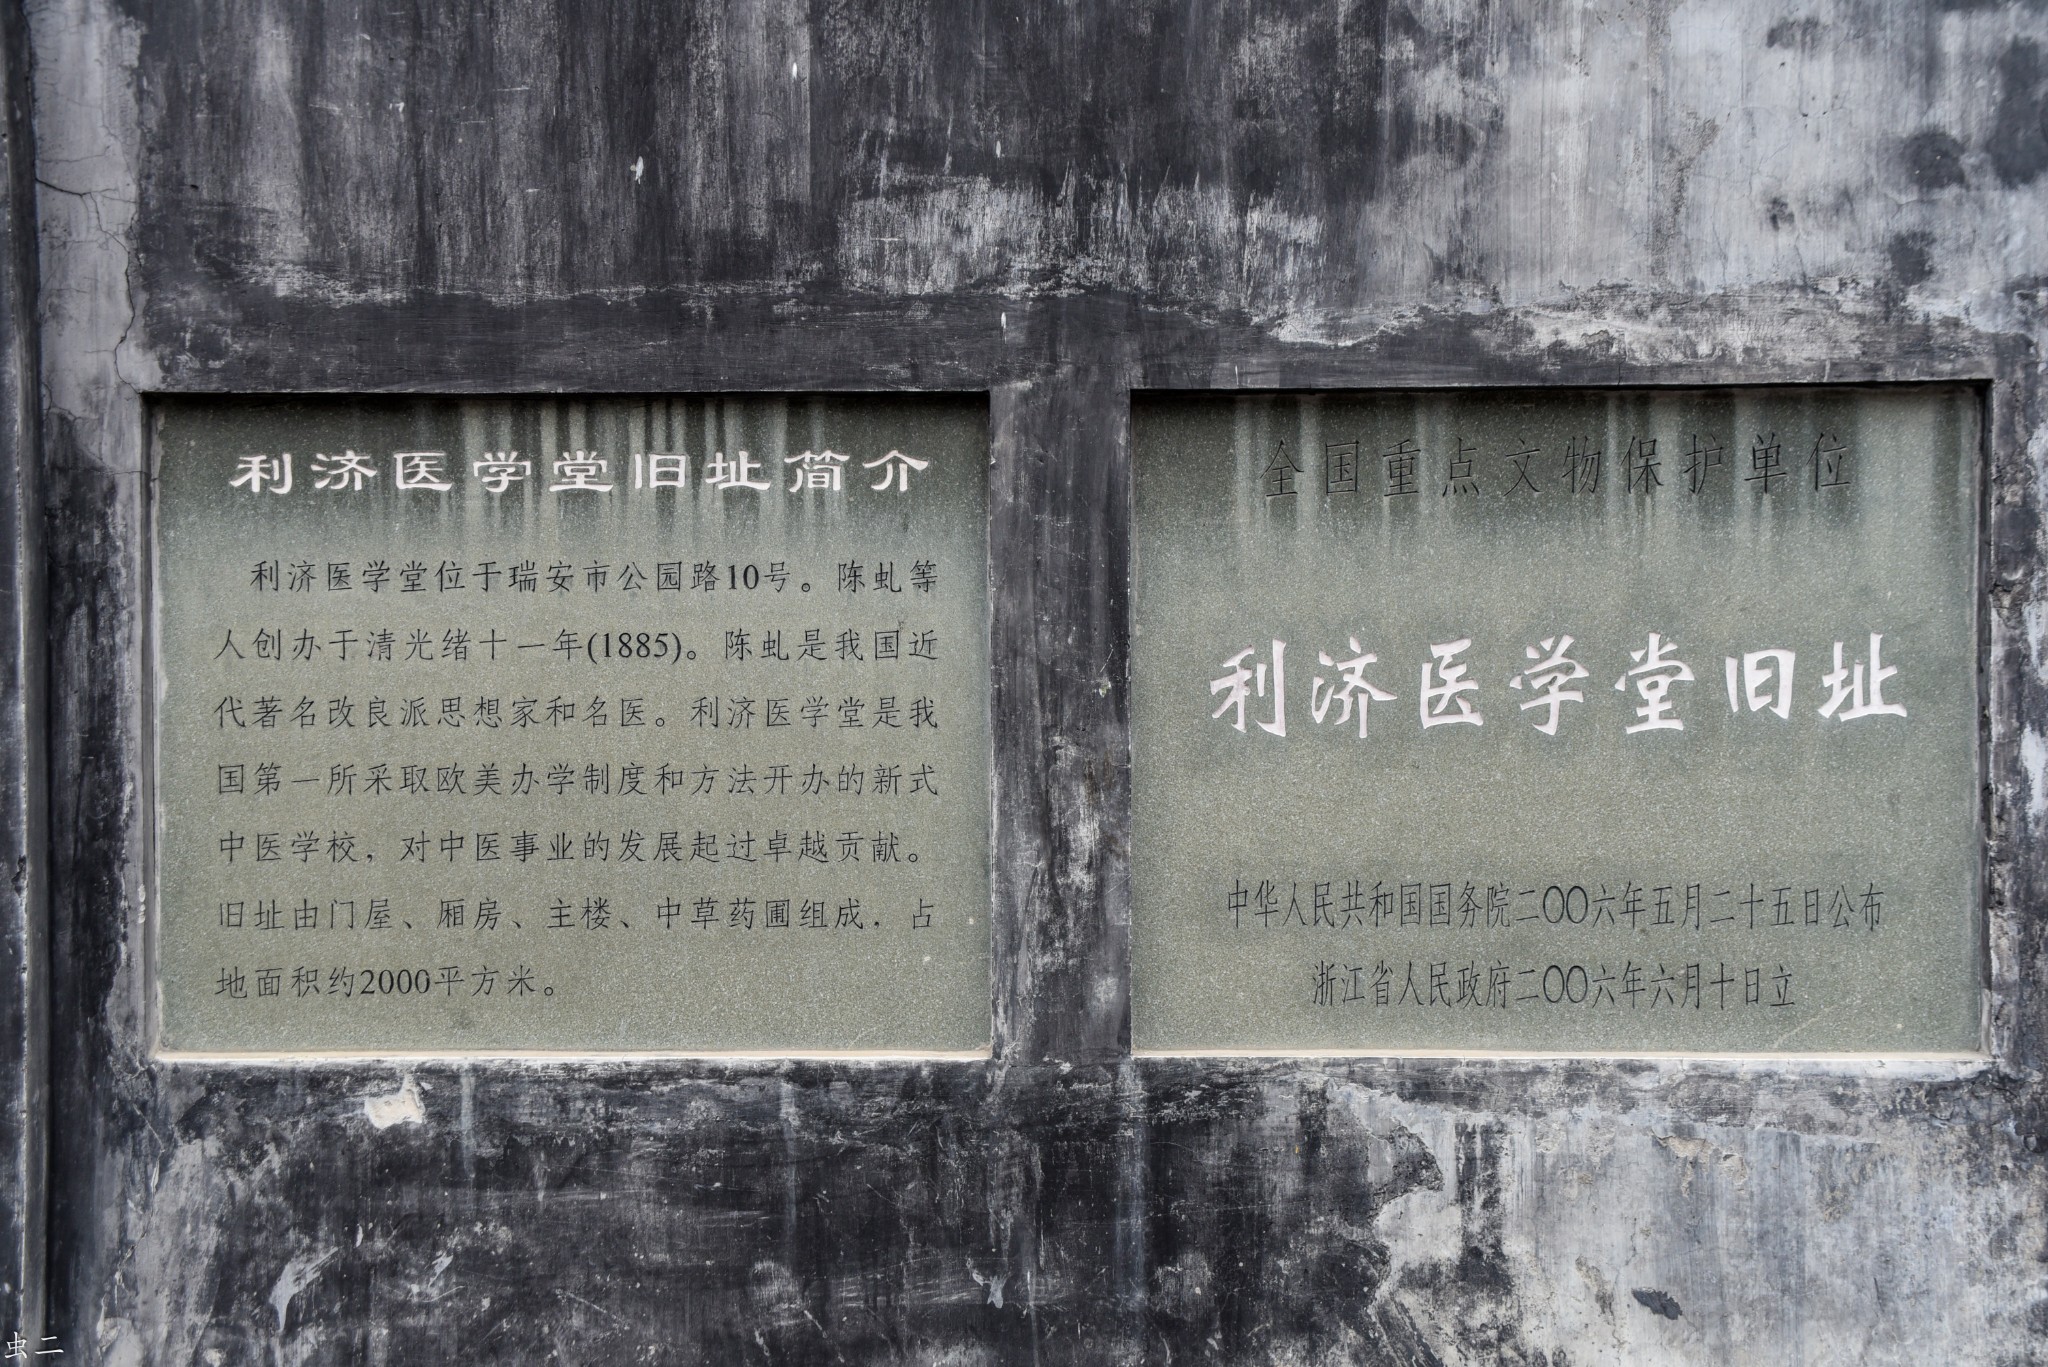 利济医学堂旧址简介
利济医学堂位于瑞安市公园路10号。陈虬等
人创办于清光绪十一年(1885)。陈虬是我国近
代著名改良派思想家和名医。利济医学堂是我
国第一所采取欧美办学制度和方法开办的新式
中医学校，对中医事业的发展起过卓越贡献。
旧址由门屋、厢房、主楼、中草药圃组成，占
地面积约2000平方米。
全国重点文物保护单位
利济医学堂旧址
中华人民共和国国务院二〇〇六年五月二十五日公布
浙江省人民政府二〇〇六年六月十日立
虫二